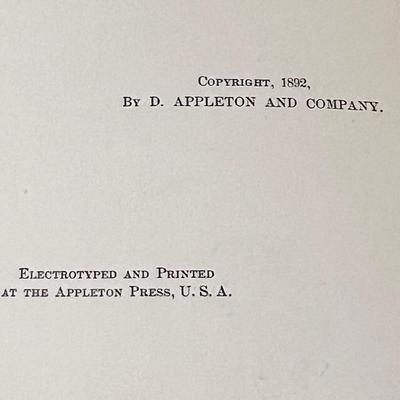 Copyright, 1892,
By D. APPLETON AND COMPANY.
Electrotyped and Printed
at the Appleton Press, U. S. A.